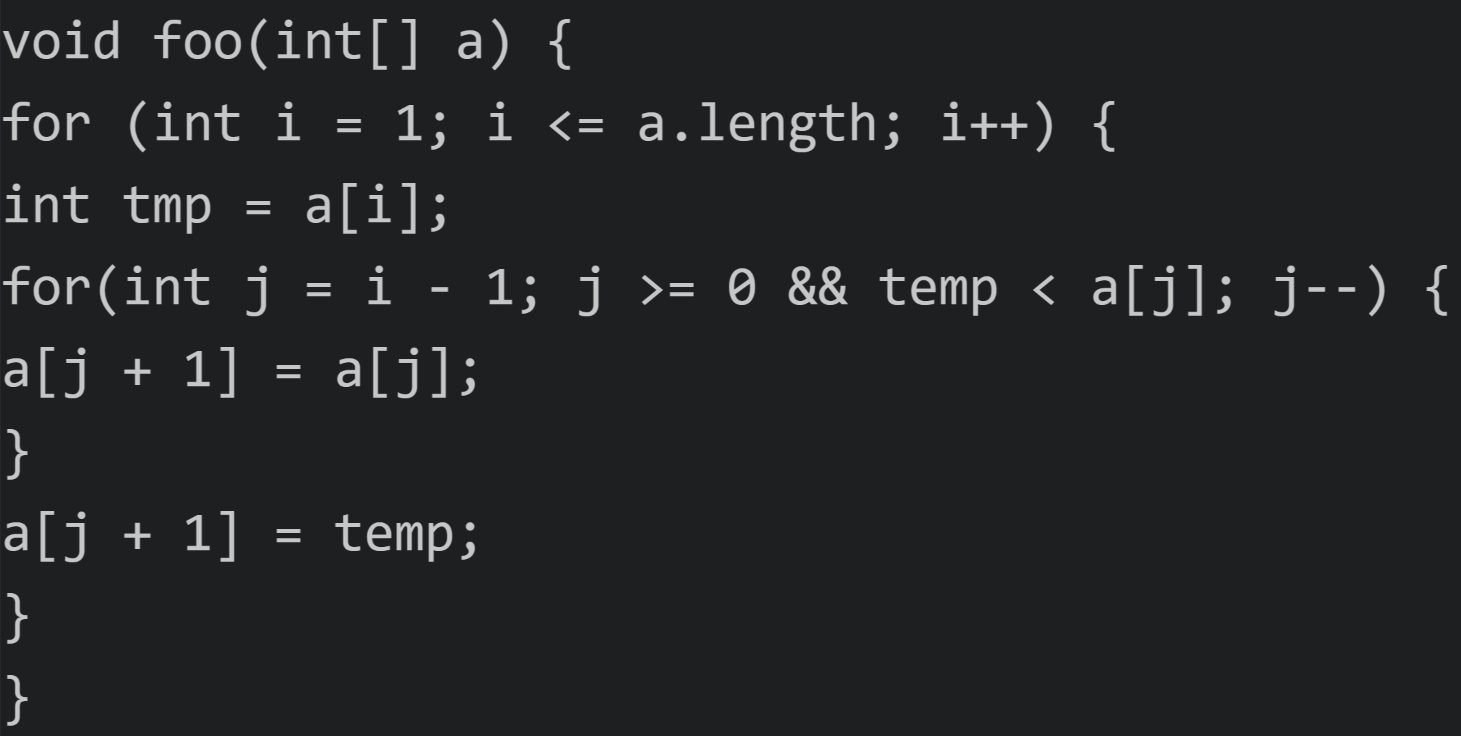 void foo(int[] a) {
for (int i = 1; i <= a.length; i++) {
int tmp = a[i];
for(int j = i - 1; j >= 0 && temp < a[j]; j--) {
a[j + 1] = a[j];
}
a[j + 1] = temp;
}
}